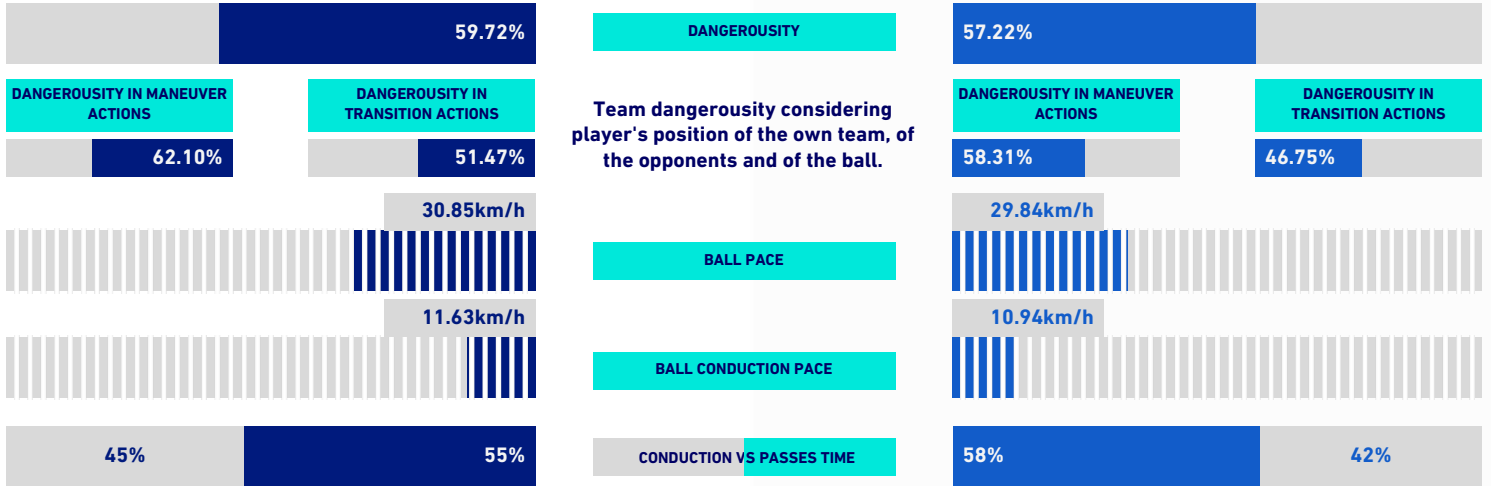 59.72%
DANGEROUSITY
57.22%
DANGEROUSITY IN MANEUVER
ACTIONS
DANGEROUSITY IN
TRANSITION ACTIONS
62.10%
51.47%
Team dangerousity considering
player's position of the own team, of
the opponents and of the ball.
DANGEROUSITY IN MANEUVER
ACTIONS
DANGEROUSITY IN
TRANSITION ACTIONS
58.31%
46.75%
30.85km/h
BALL PACE
29.84km/h
11.63km/h
BALL CONDUCTION PACE
10.94km/h
45%
55%
CONDUCTION VS PASSES TIME
58%
42%